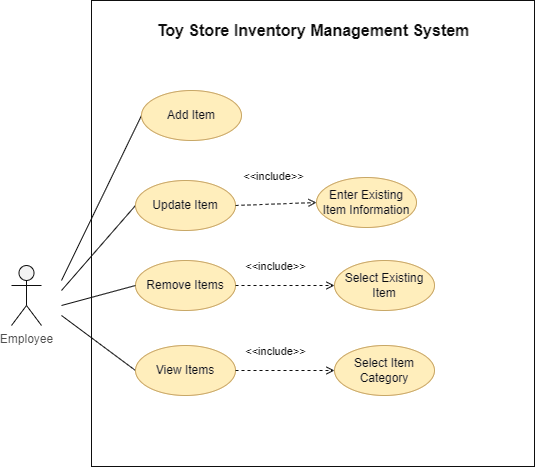 Toy Store Inventory Management System
Add Item
<<include>>
Update Item
Enter Existing
Item Information
<<include>>
Remove Items
Select Existing
Item
Employee
<<include>>
View Items
Select Item
Category